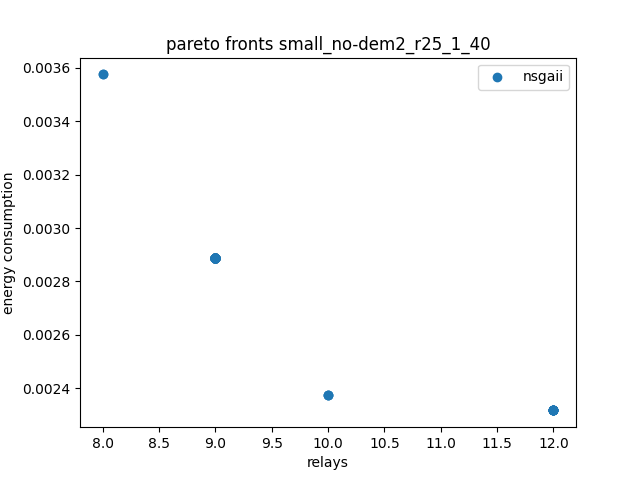 pareto fronts small_no-dem2_r25_1_40
nsgaii
energy consumption
0.0036
0.0034
0.0032
0.0030
0.0028
0.0026
0.0024
8.0 8.5 9.0 9.5 10.0 10.5 11.0 11.5 12.0
relays